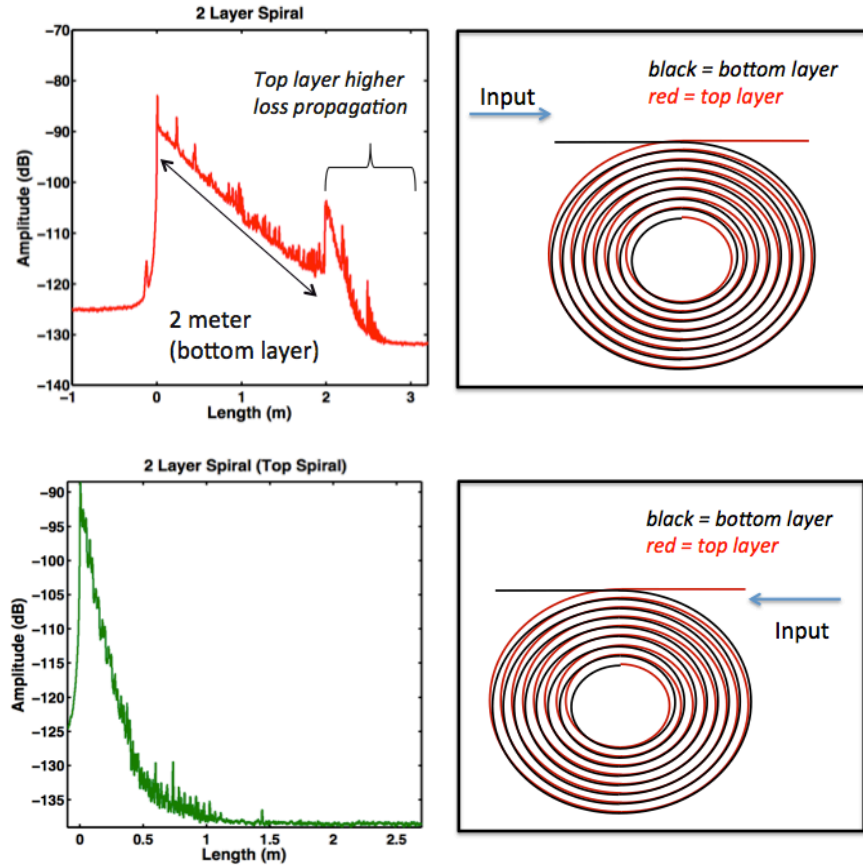 2 Layer Spiral
−70
−80
−90
−100
−110
−120
−130
−140
Amplitude (dB)
−1
0
1
2
3
Length (m)
Top layer higher
loss propagation
2 meter
(bottom layer)
black = bottom layer
red = top layer
Input
2 Layer Spiral (Top Spiral)
−90
−95
−100
−105
−110
−115
−120
−125
−130
−135
Amplitude (dB)
0
0.5
1
1.5
2
2.5
Length (m)
black = bottom layer
red = top layer
Input